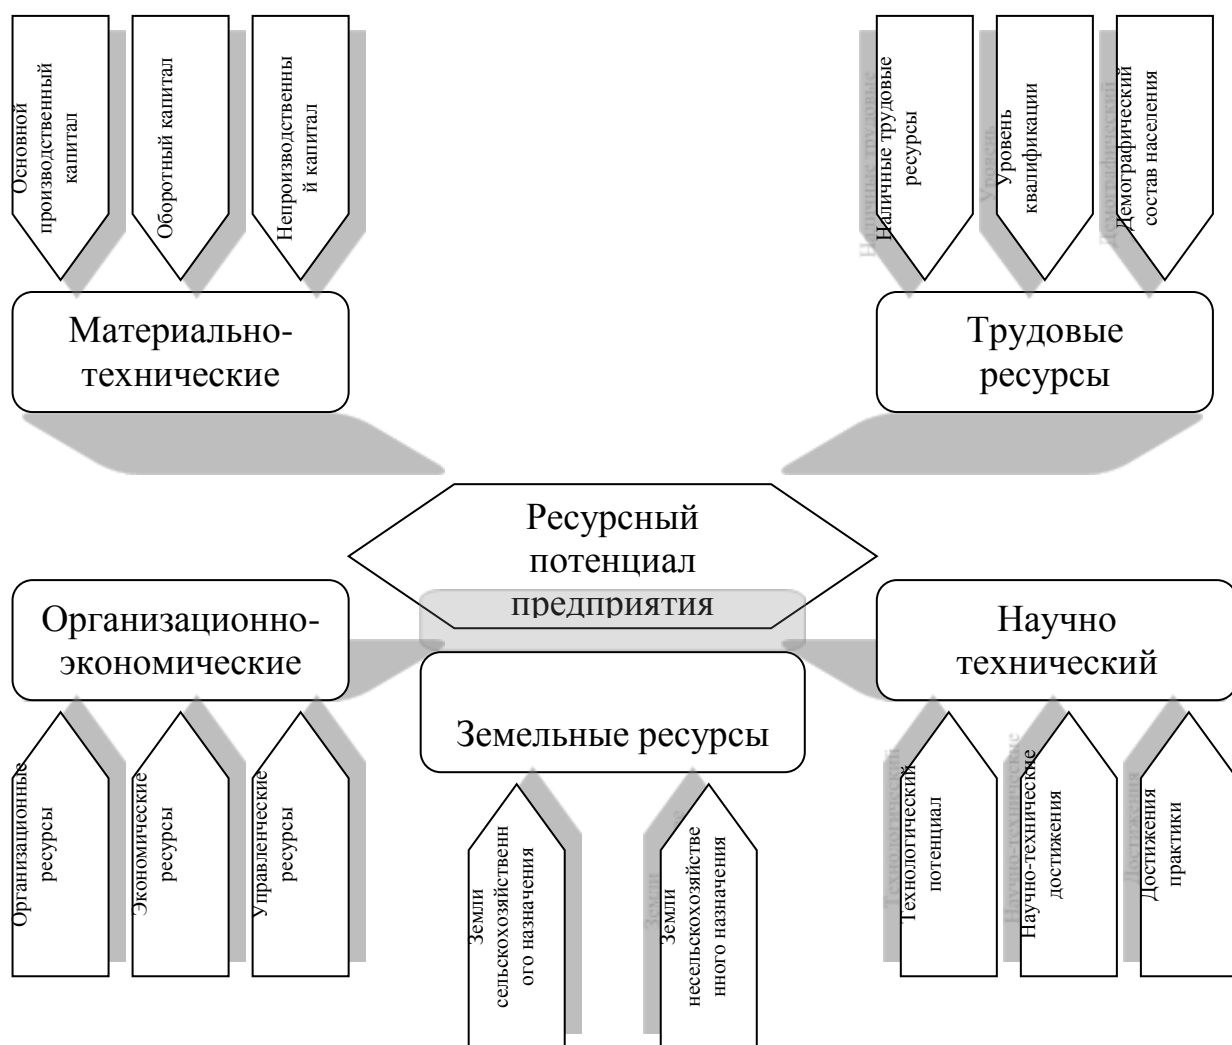 Основной
производственный
капитал
Оборотный капитал
Непроизводственны
й капитал
Наличные трудовые
ресурсы
Уровень
квалификации
Демографический
состав населения
Материально-
технические
Трудовые
ресурсы
Ресурсный
потенциал
предприятия
Организационно-
экономические
Земельные ресурсы
Научно
технический
Организационные
ресурсы
Экономические
ресурсы
Управленческие
ресурсы
Земли
сельскохозяйственн
ого назначения
Земли
несельскохозяйстве
нного назначения
Технологический
потенциал
Научно-технические
достижения
Достижения
практики